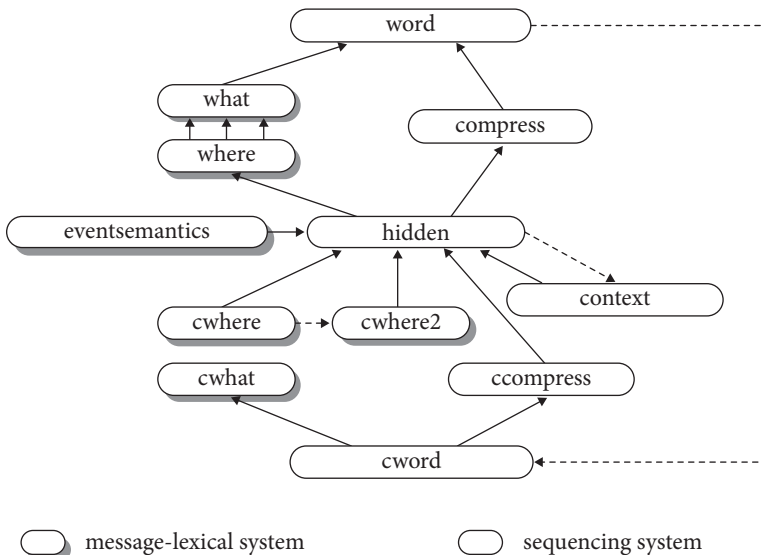 word
what
compress
where
eventsemantics
hidden
context
cwhere
cwhere2
cwhat
ccompress
cword
message-lexical system
sequencing system